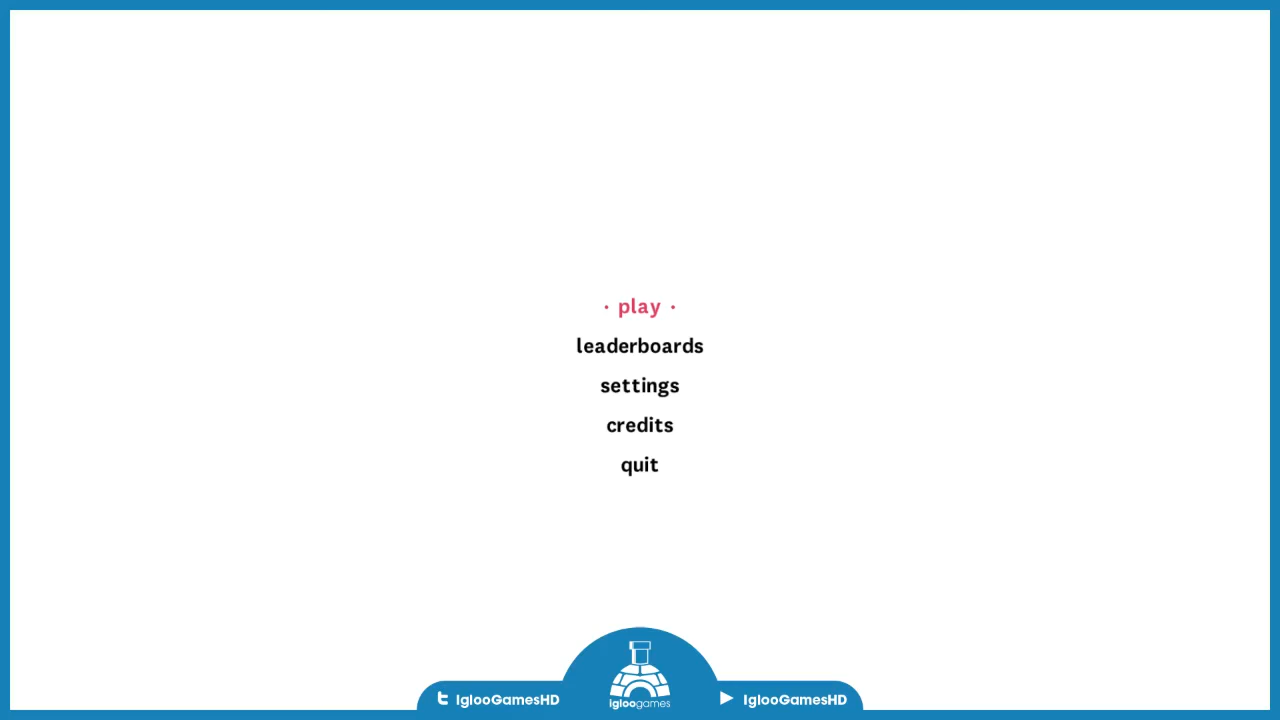 · play ·
leaderboards
settings
credits
quit
IglooGamesHD
Igloogames
IglooGamesHD